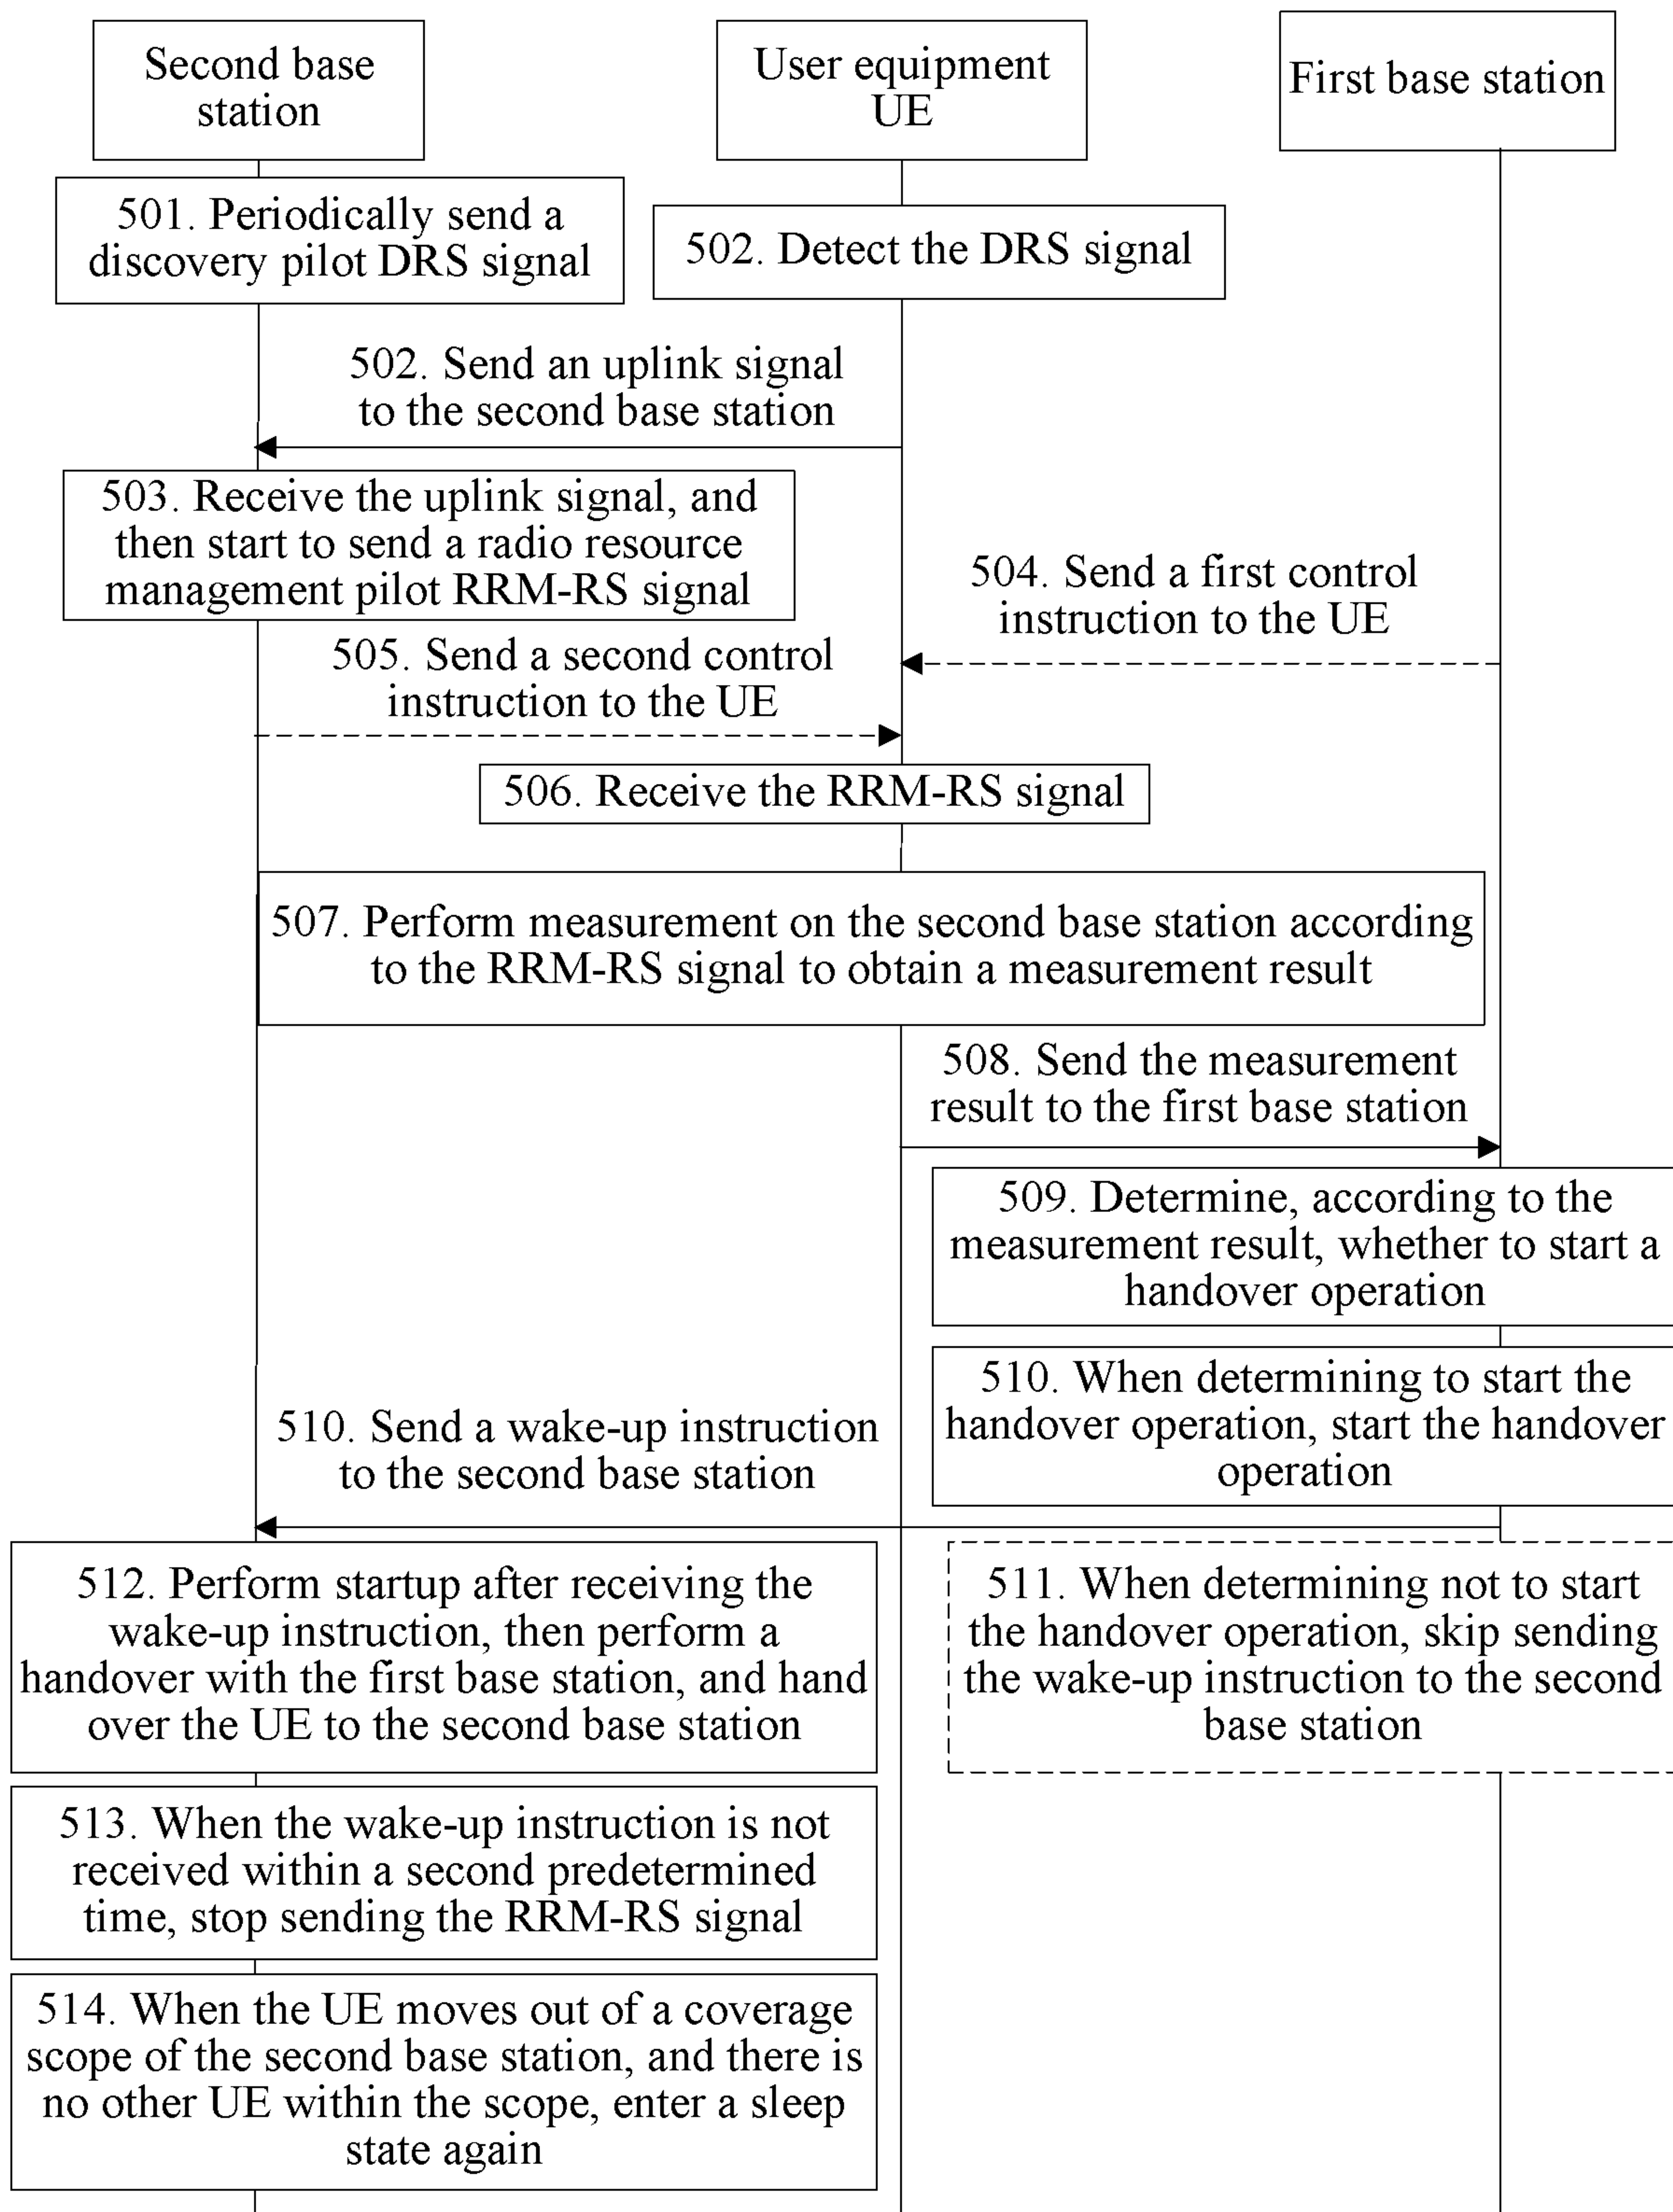 Second base
station
User equipment
UE
First base station
501. Periodically send a
discovery pilot DRS signal
502. Detect the DRS signal
502. Send an uplink signal
to the second base station
503. Receive the uplink signal, and
then start to send a radio resource
management pilot RRM-RS signal
504. Send a first control
instruction to the UE
505. Send a second control
instruction to the UE
506. Receive the RRM-RS signal
507. Perform measurement on the second base station according
to the RRM-RS signal to obtain a measurement result
508. Send the measurement
result to the first base station
509. Determine, according to the
measurement result, whether to start a
handover operation
510. When determining to start the
handover operation, start the handover
operation
510. Send a wake-up instruction
to the second base station
512. Perform startup after receiving the
wake-up instruction, then perform a
handover with the first base station, and hand
over the UE to the second base station
511. When determining not to start
the handover operation, skip sending
the wake-up instruction to the second
base station
513. When the wake-up instruction is not
received within a second predetermined
time, stop sending the RRM-RS signal
514. When the UE moves out of a coverage
scope of the second base station, and there is
no other UE within the scope, enter a sleep
state again